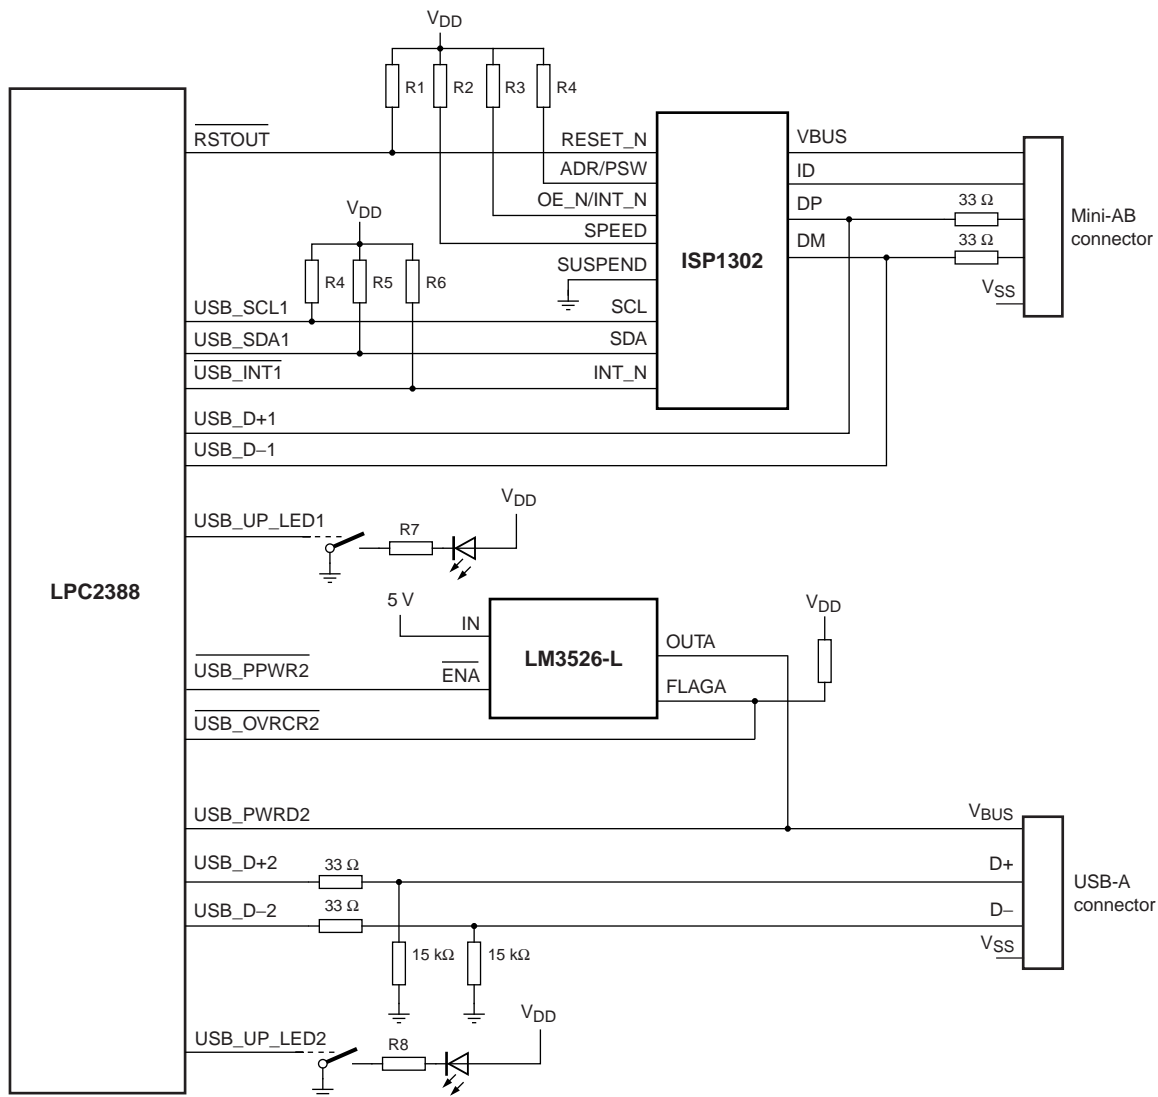 VDD
R1
R2
R3
R4
RSTOUT
RESET_N
VBUS
ADR/PSW
ID
OE_N/INT_N
DP
33 Ω
Mini-AB
connector
VDD
SPEED
DM
33 Ω
ISP1302
SUSPEND
R4
R5
R6
VSS
USB_SCL1
SCL
USB_SDA1
SDA
USB_INT1
INT_N
USB_D+1
USB_D−1
VDD
USB_UP_LED1
R7
LPC2388
5 V
VDD
IN
OUTA
LM3526-L
USB_PPWR2
ENA
FLAGA
USB_OVRCR2
USB_PWRD2
VBUS
USB_D+2
33 Ω
D+
USB-A
connector
USB_D−2
33 Ω
D−
15 kΩ
15 kΩ
VSS
VDD
USB_UP_LED2
R8